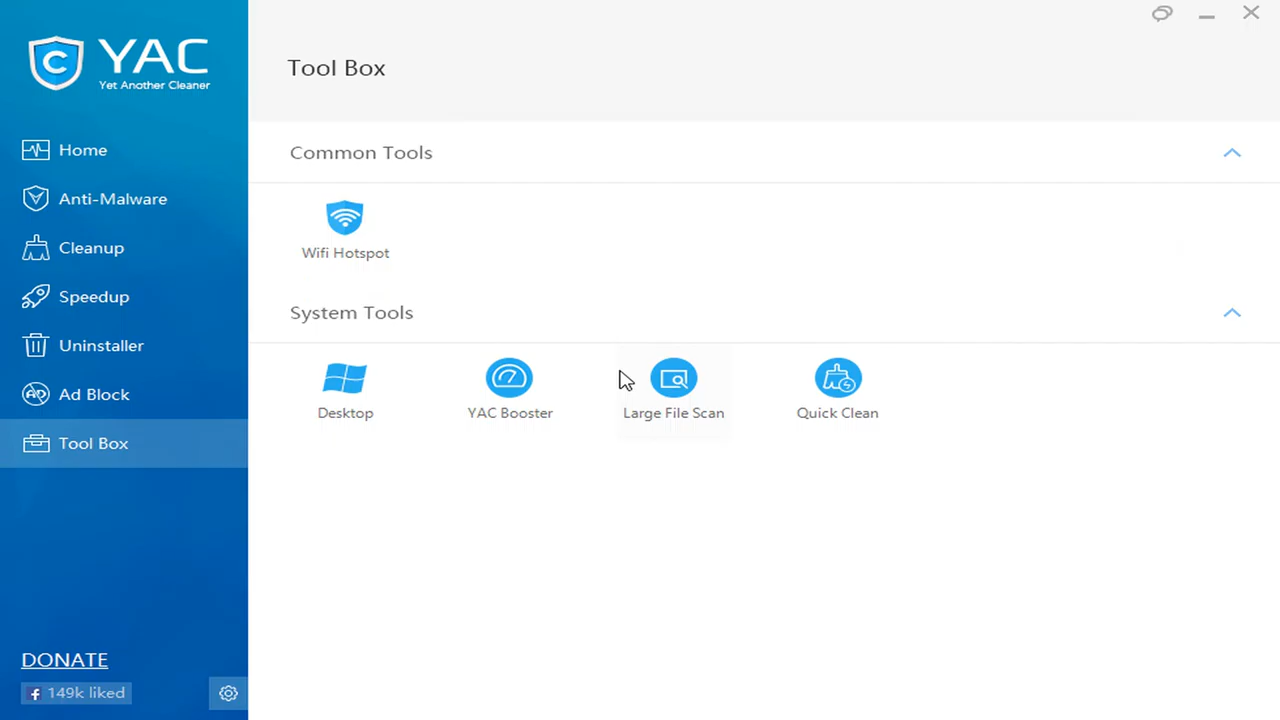 YAC
Yet Another Cleaner
Home
Anti-Malware
Cleanup
Speedup
Uninstaller
Ad Block
Tool Box
DONATE
149k liked
Tool Box
Common Tools
Wifi Hotspot
System Tools
Desktop
YAC Booster
Large File Scan
Quick Clean